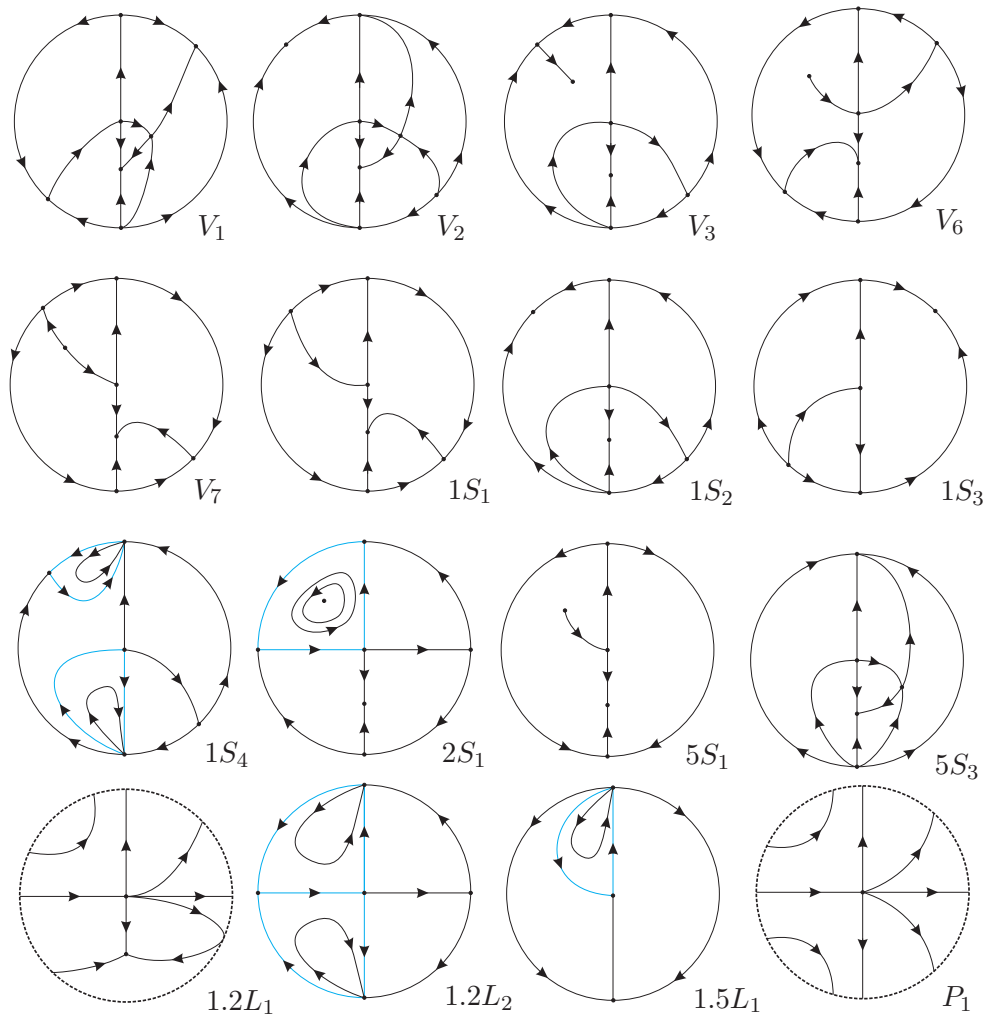 V₁ V₂ V₃ V₆
V₇ 1S₁ 1S₂ 1S₃
1S₄ 2S₁ 5S₁ 5S₃
1.2L₁ 1.2L₂ 1.5L₁ P₁